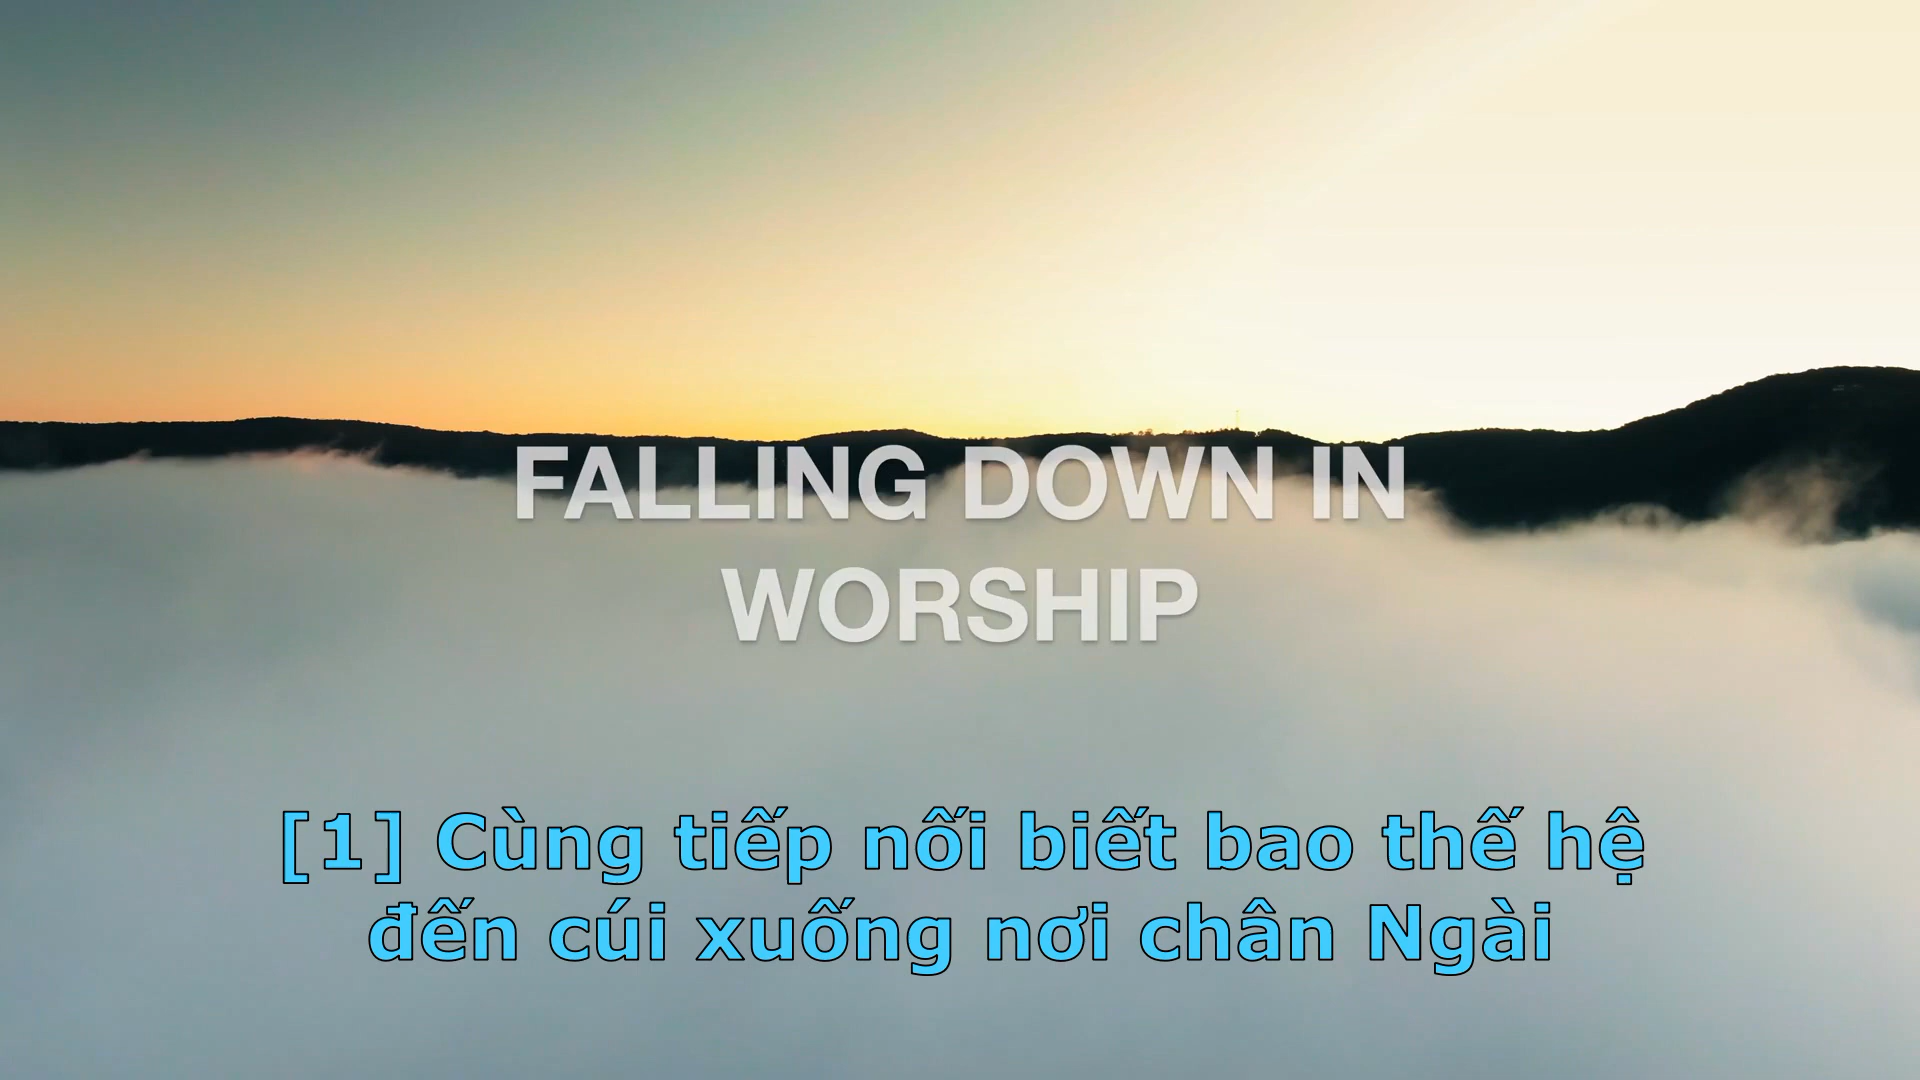 FALLING DOWN IN
WORSHIP
[1] Cùng tiếp nối biết bao thế hệ
đến cúi xuống nơi chân Ngài